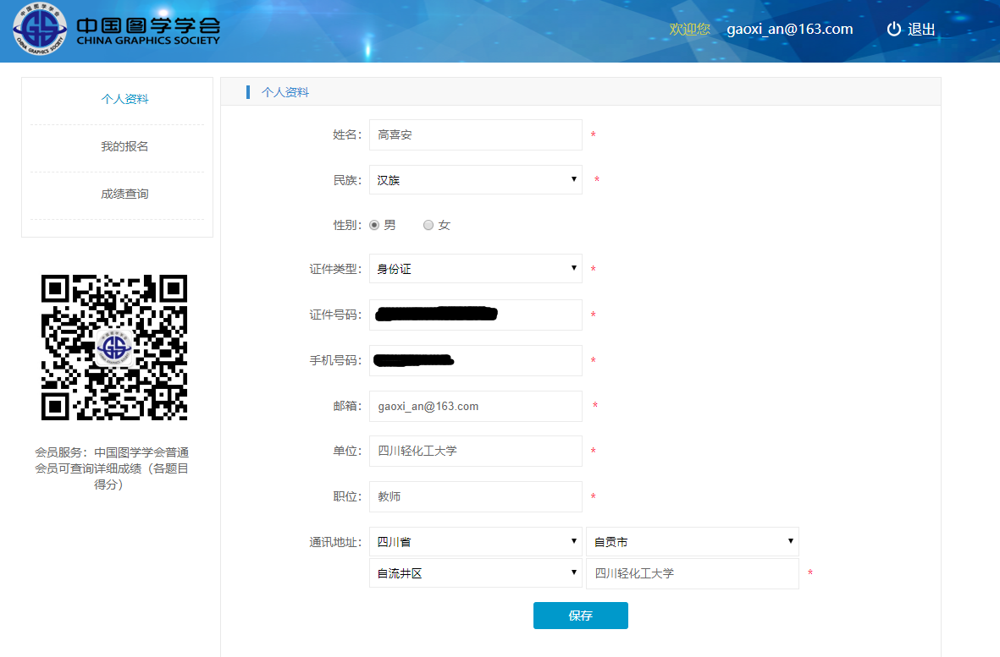 中国图学学会
CHINA GRAPHICS SOCIETY
欢迎您 gaoxi_an@163.com 退出
个人资料
我的报名
成绩查询
会员服务：中国图学学会普通
会员可查询详细成绩（各题目
得分）
个人资料
姓名： 高喜安 *
民族： 汉族 *
性别： 男 女
证件类型： 身份证 *
证件号码： *
手机号码： *
邮箱： gaoxi_an@163.com *
单位： 四川轻化工大学 *
职位： 教师 *
通讯地址： 四川省 自贡市
自流井区 四川轻化工大学 *
保存